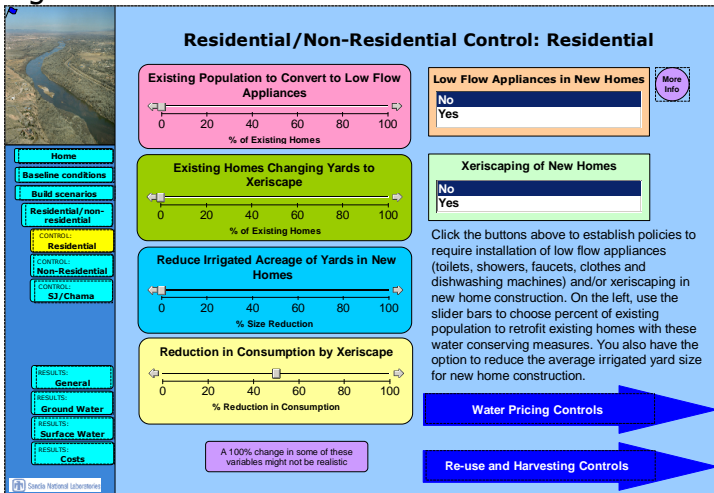 Residential/Non-Residential Control: Residential
Existing Population to Convert to Low Flow
Appliances
0 20 40 60 80 100
% of Existing Homes
Existing Homes Changing Yards to
Xeriscape
0 20 40 60 80 100
% of Existing Homes
Reduce Irrigated Acreage of Yards in New
Homes
0 20 40 60 80 100
% Size Reduction
Reduction in Consumption by Xeriscape
0 20 40 60 80 100
% Reduction in Consumption
A 100% change in some of these
variables might not be realistic
Low Flow Appliances in New Homes
No
Yes
More
Info
Xeriscaping of New Homes
No
Yes
Click the buttons above to establish policies to
require installation of low flow appliances
(toilets, showers, faucets, clothes and
dishwashing machines) and/or xeriscaping in
new home construction. On the left, use the
slider bars to choose percent of existing
population to retrofit existing homes with these
water conserving measures. You also have the
option to reduce the average irrigated yard size
for new home construction.
Water Pricing Controls
Re-use and Harvesting Controls
Home
Baseline conditions
Build scenarios
Residential/non-
residential
CONTROL:
Residential
CONTROL:
Non-Residential
CONTROL:
SJ/Chama
RESULTS:
General
RESULTS:
Ground Water
RESULTS:
Surface Water
RESULTS:
Costs
Sandia National Laboratories